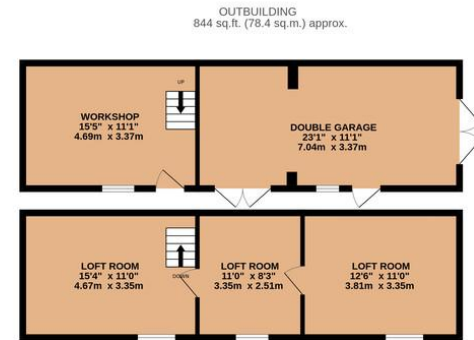 OUTBUILDING
844 sq.ft. (78.4 sq.m.) approx.
UP
WORKSHOP
15'5" x 11'1"
4.69m x 3.37m
DOUBLE GARAGE
23'1" x 11'1"
7.04m x 3.37m
LOFT ROOM
15'4" x 11'0"
4.67m x 3.35m
DOWN
LOFT ROOM
11'0" x 8'3"
3.35m x 2.51m
LOFT ROOM
12'6" x 11'0"
3.81m x 3.35m